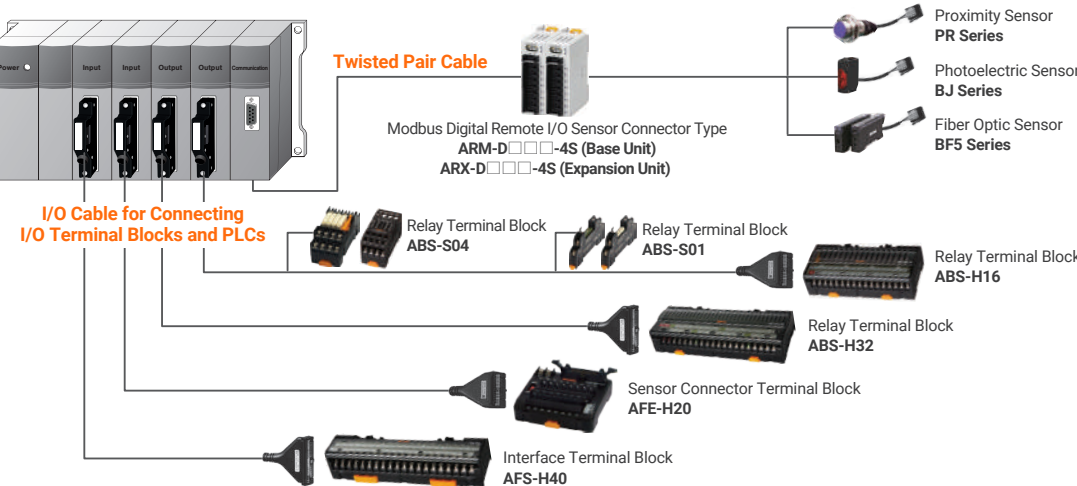 Power
Input
Input
Output
Output
Communication
Twisted Pair Cable
Modbus Digital Remote I/O Sensor Connector Type
ARM-D□□□-4S (Base Unit)
ARX-D□□□-4S (Expansion Unit)
Proximity Sensor
PR Series
Photoelectric Sensor
BJ Series
Fiber Optic Sensor
BF5 Series
I/O Cable for Connecting
I/O Terminal Blocks and PLCs
Relay Terminal Block
ABS-S04
Relay Terminal Block
ABS-S01
Relay Terminal Block
ABS-H16
Relay Terminal Block
ABS-H32
Sensor Connector Terminal Block
AFE-H20
Interface Terminal Block
AFS-H40